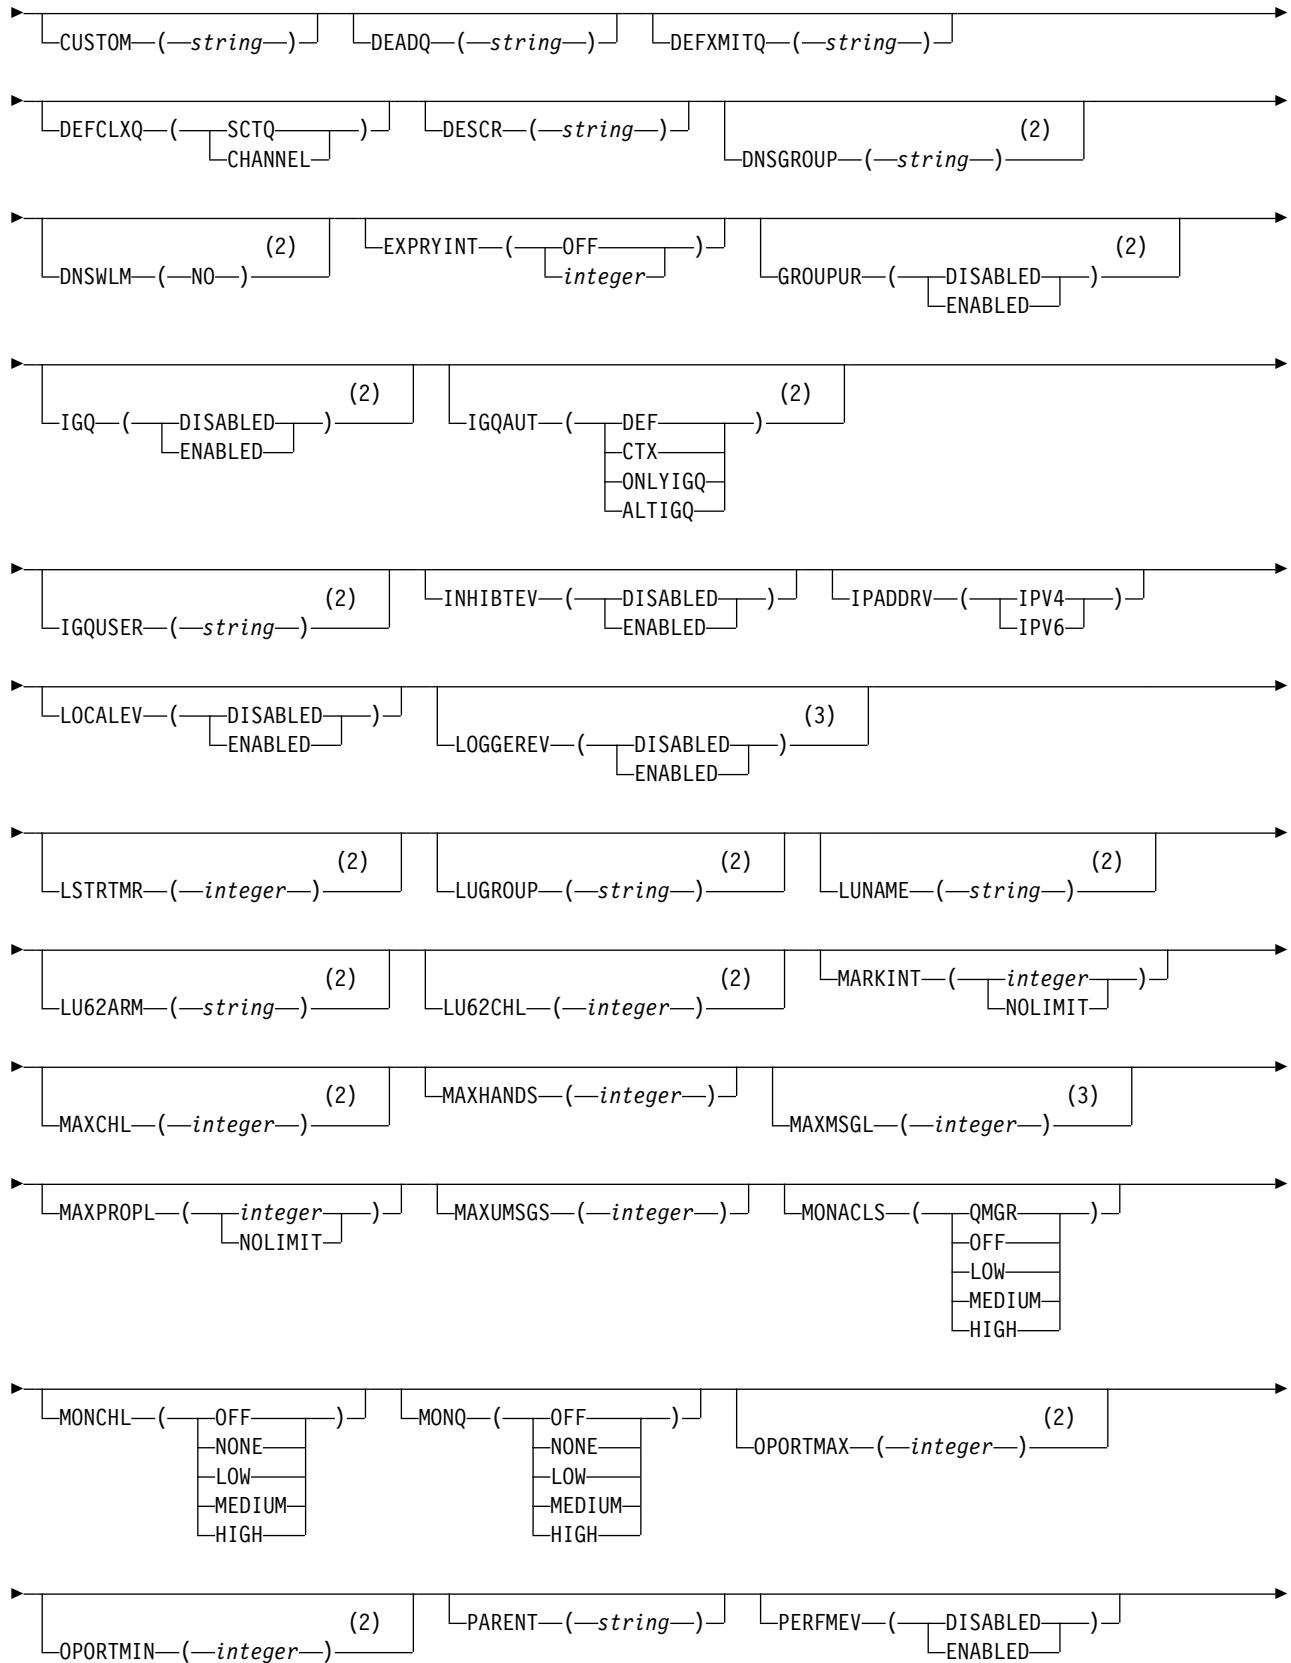 CUSTOM ( string ) DEADQ ( string ) DEFXMITQ ( string )
DEFCLXQ ( SCTQ ) DESCR ( string ) (2)
CHANNEL DNSGROUP ( string )
(2) EXPRYINT ( OFF ) (2)
DNSWLM ( NO ) integer GROUPUR ( DISABLED )
ENABLED
(2) (2)
IGQ ( DISABLED ) IGQAUT ( DEF )
ENABLED CTX
ONLYIGQ
ALTIGQ
(2) INHIBTEV ( DISABLED ) IPADDRV ( IPV4 )
IGQUSER ( string ) ENABLED IPV6
LOCALEV ( DISABLED ) (3)
ENABLED LOGGEREV ( DISABLED )
ENABLED
(2) (2) (2)
LSTRTMR ( integer ) LUGROUP ( string ) LUNAME ( string )
(2) (2) MARKINT ( integer )
LU62ARM ( string ) LU62CHL ( integer ) NOLIMIT
(2) MAXHANDS ( integer ) (3)
MAXCHL ( integer ) MAXMSGL ( integer )
MAXPROPL ( integer ) MAXUMSGS ( integer ) MONACLS ( QMGR )
NOLIMIT OFF
LOW
MEDIUM
HIGH
MONCHL ( OFF ) MONQ ( OFF ) (2)
NONE NONE OPORTMAX ( integer )
LOW LOW
MEDIUM MEDIUM
HIGH HIGH
(2) PARENT ( string ) PERFMEV ( DISABLED )
OPORTMIN ( integer ) ENABLED